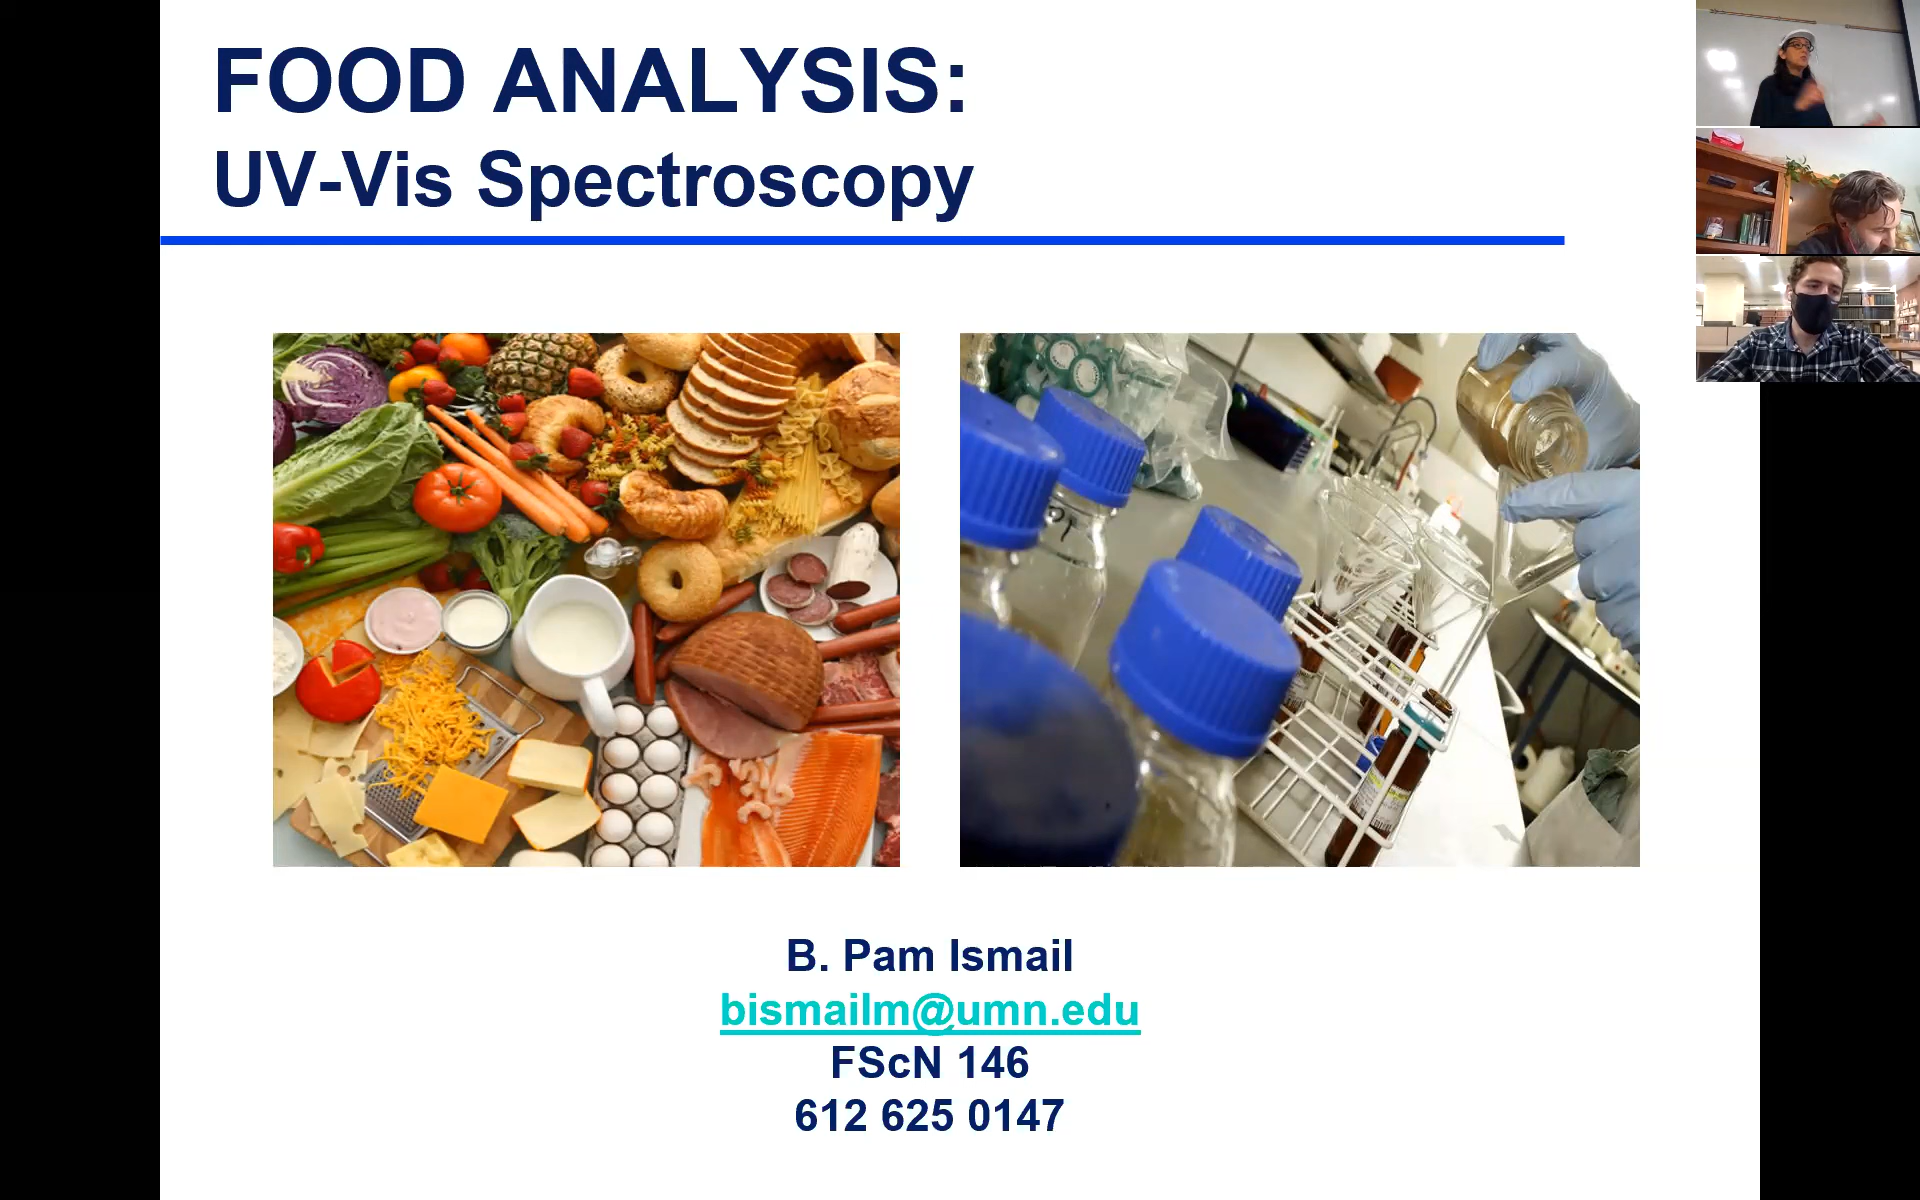 FOOD ANALYSIS:
UV-Vis Spectroscopy
B. Pam Ismail
bismailm@umn.edu
FScN 146
612 625 0147